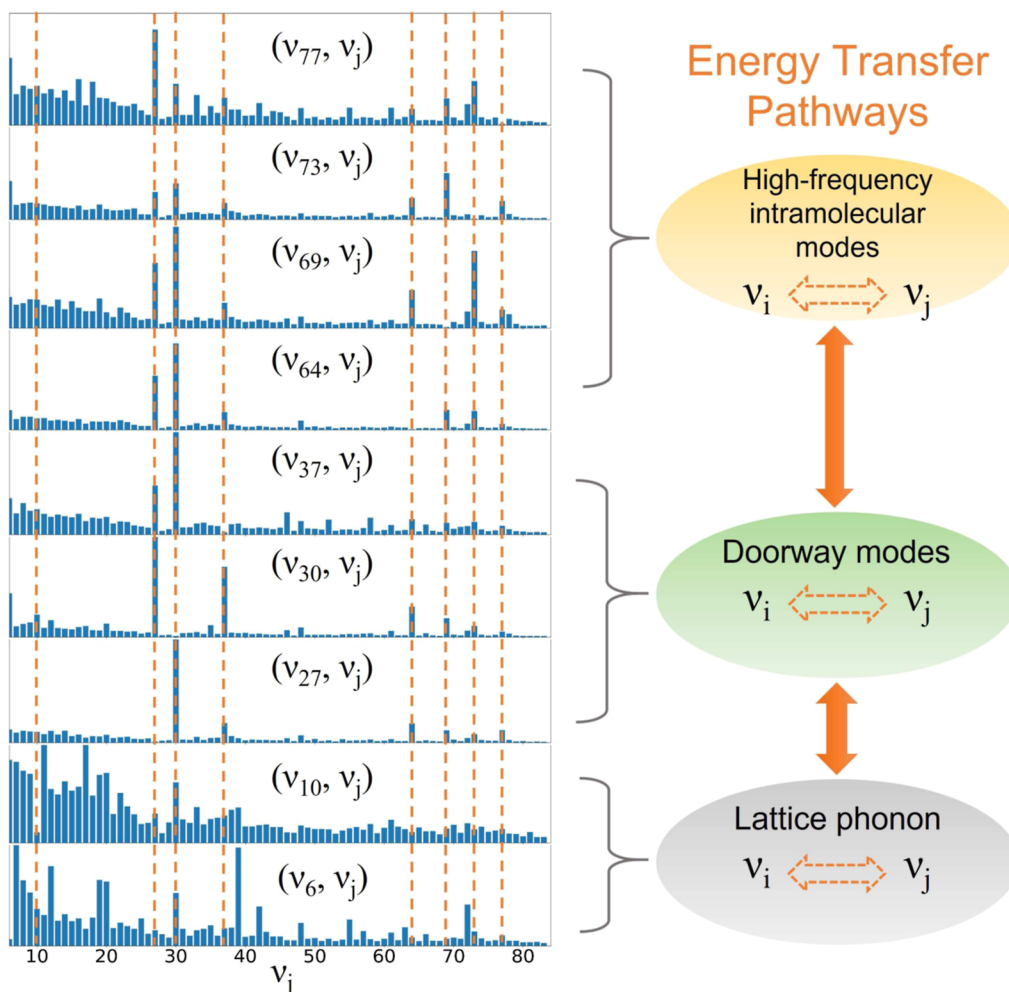 (ν₇₇, νⱼ)
(ν₇₃, νⱼ)
(ν₆₉, νⱼ)
(ν₆₄, νⱼ)
(ν₃₇, νⱼ)
(ν₃₀, νⱼ)
(ν₂₇, νⱼ)
(ν₁₀, νⱼ)
(ν₆, νⱼ)
10 20 30 40 50 60 70 80
νⱼ
Energy Transfer
Pathways
High-frequency
intramolecular
modes
νᵢ νⱼ
Doorway modes
νᵢ νⱼ
Lattice phonon
νᵢ νⱼ